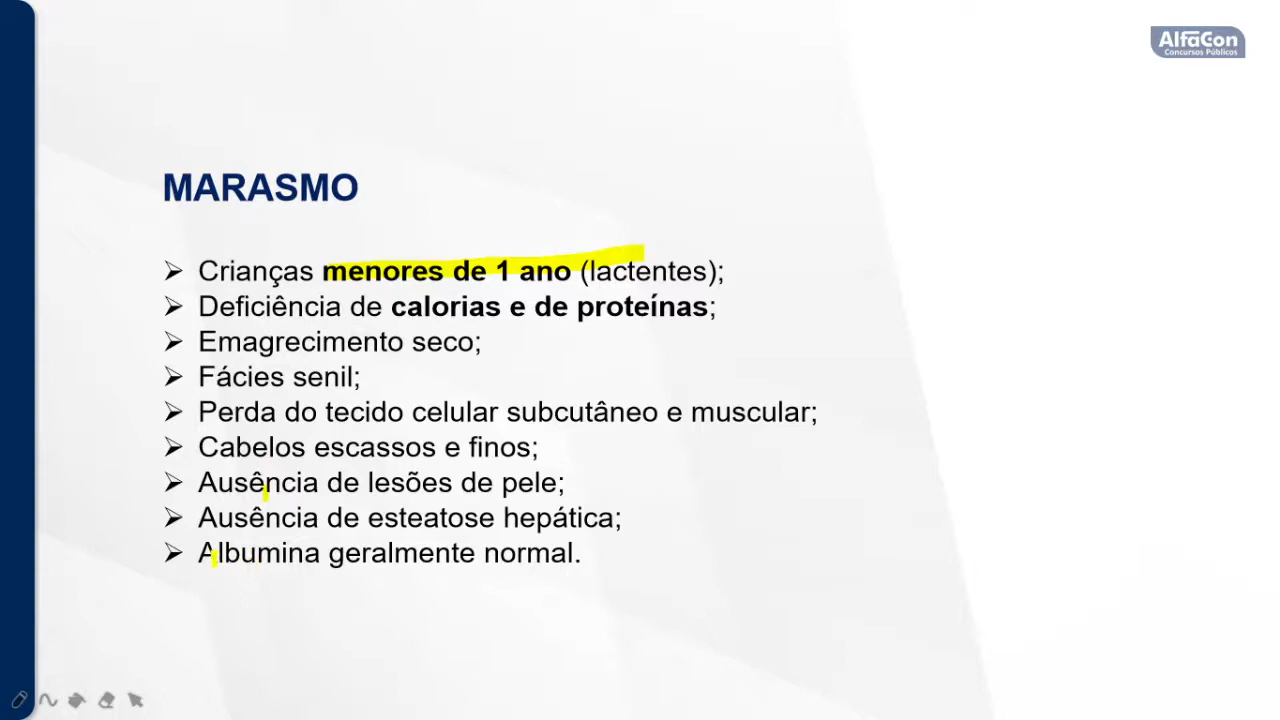 AlfaCon
Concursos Públicos
MARASMO
➢ Crianças menores de 1 ano (lactentes);
➢ Deficiência de calorias e de proteínas;
➢ Emagrecimento seco;
➢ Fácies senil;
➢ Perda do tecido celular subcutâneo e muscular;
➢ Cabelos escassos e finos;
➢ Ausência de lesões de pele;
➢ Ausência de esteatose hepática;
➢ Albumina geralmente normal.